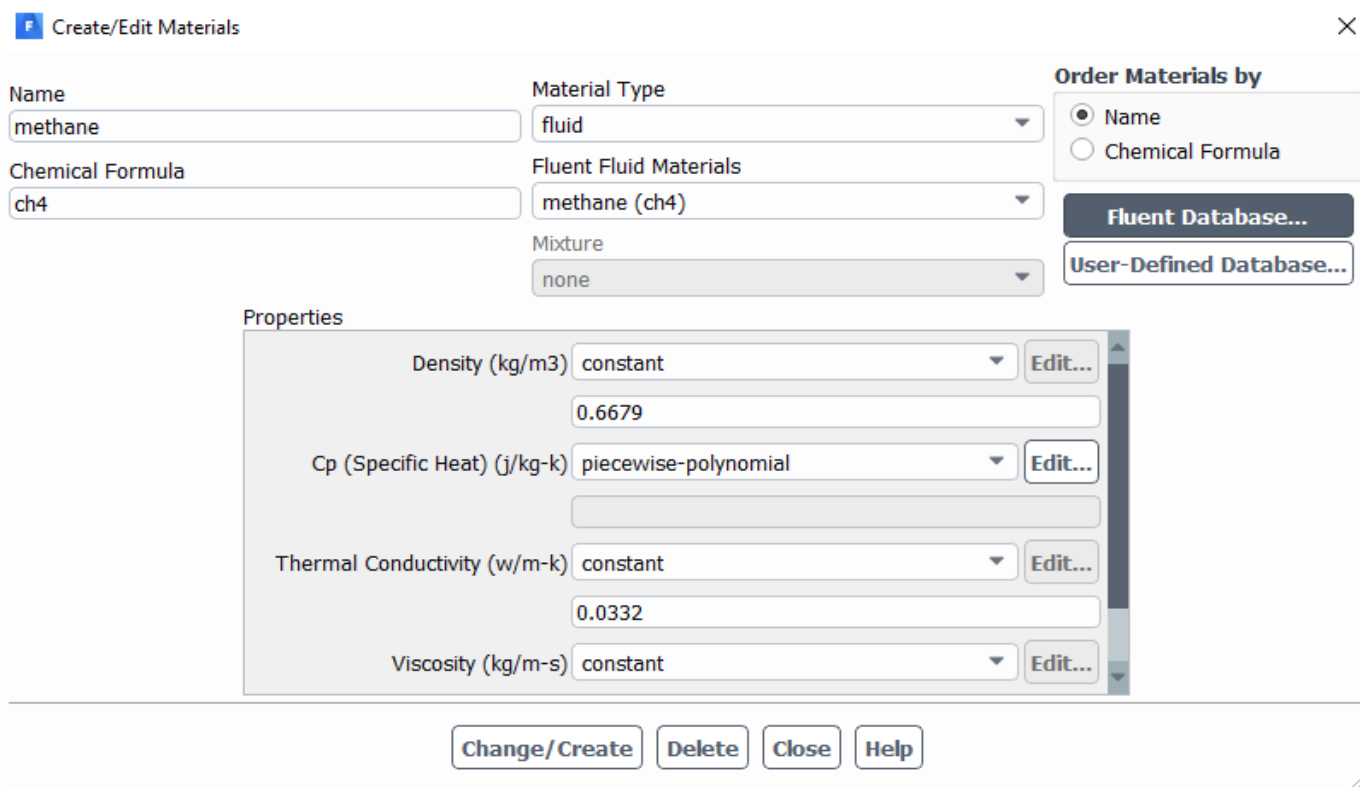 F Create/Edit Materials
Name
methane
Chemical Formula
ch4
Material Type
fluid
Fluent Fluid Materials
methane (ch4)
Mixture
none
Order Materials by
Name
Chemical Formula
Fluent Database...
User-Defined Database...
Properties
Density (kg/m3) constant Edit...
0.6679
Cp (Specific Heat) (j/kg-k) piecewise-polynomial Edit...
Thermal Conductivity (w/m-k) constant Edit...
0.0332
Viscosity (kg/m-s) constant Edit...
Change/Create Delete Close Help